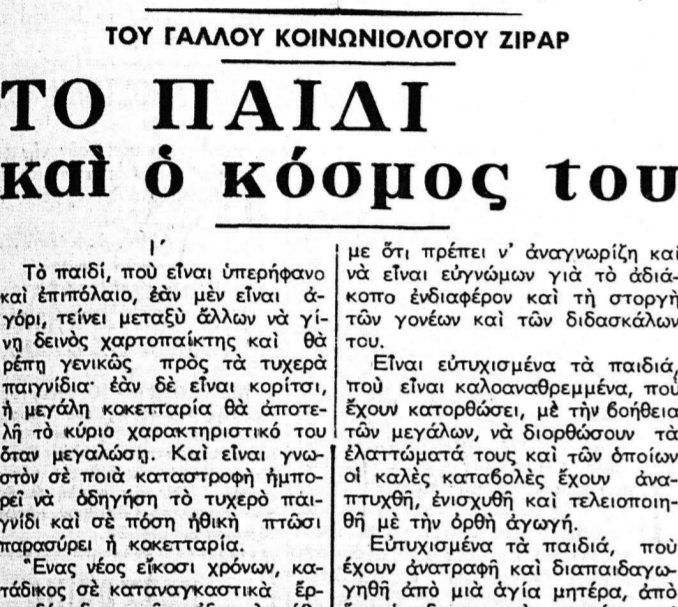 ΤΟΥ ΓΑΛΛΟΥ ΚΟΙΝΩΝΙΟΛΟΓΟΥ ΖΙΡΑΡ
ΤΟ ΠΑΙΔΙ
καὶ ὁ κόσμος του
Ι΄
Τὸ παιδί, ποὺ εἶναι ὑπερήφανο
καὶ ἐπιπόλαιο, ἐὰν μὲν εἶναι ἀ-
γόρι, τείνει μεταξὺ ἄλλων νὰ γί-
νῃ δεινὸς χαρτοπαίκτης καὶ θὰ
ρέπῃ γενικῶς πρὸς τὰ τυχερὰ
παιγνίδια· ἐὰν δὲ εἶναι κορίτσι,
ἡ μεγάλη κοκετταρία θὰ ἀποτε-
λῇ τὸ κύριο χαρακτηριστικό του
ὅταν μεγαλώσῃ. Καὶ εἶναι γνω-
στὸν σὲ ποιὰ καταστροφὴ ἠμπο-
ρεῖ νὰ ὁδηγήσῃ τὸ τυχερὸ παι-
γνίδι καὶ σὲ πόση ἠθικὴ πτῶσι
παρασύρει ἡ κοκετταρία.
Ἕνας νέος εἴκοσι χρόνων, κα-
τάδικος σὲ καταναγκαστικὰ ἔρ-
με ὅτι πρέπει ν' ἀναγνωρίζῃ καὶ
νὰ εἶναι εὐγνώμων γιὰ τὸ ἀδιά-
κοπο ἐνδιαφέρον καὶ τὴ στοργὴ
τῶν γονέων καὶ τῶν διδασκάλων
του.
Εἶναι εὐτυχισμένα τὰ παιδιά,
ποὺ εἶναι καλοαναθρεμμένα, ποὺ
ἔχουν κατορθώσει, μὲ τὴν βοήθεια
τῶν μεγάλων, νὰ διορθώσουν τὰ
ἐλαττώματά τους καὶ τῶν ὁποίων
οἱ καλὲς καταβολὲς ἔχουν ἀνα-
πτυχθῆ, ἐνισχυθῆ καὶ τελειοποιη-
θῆ μὲ τὴν ὀρθὴ ἀγωγή.
Εὐτυχισμένα τὰ παιδιά, ποὺ
ἔχουν ἀνατραφῆ καὶ διαπαιδαγω-
γηθῆ ἀπὸ μιὰ ἁγία μητέρα, ἀπὸ